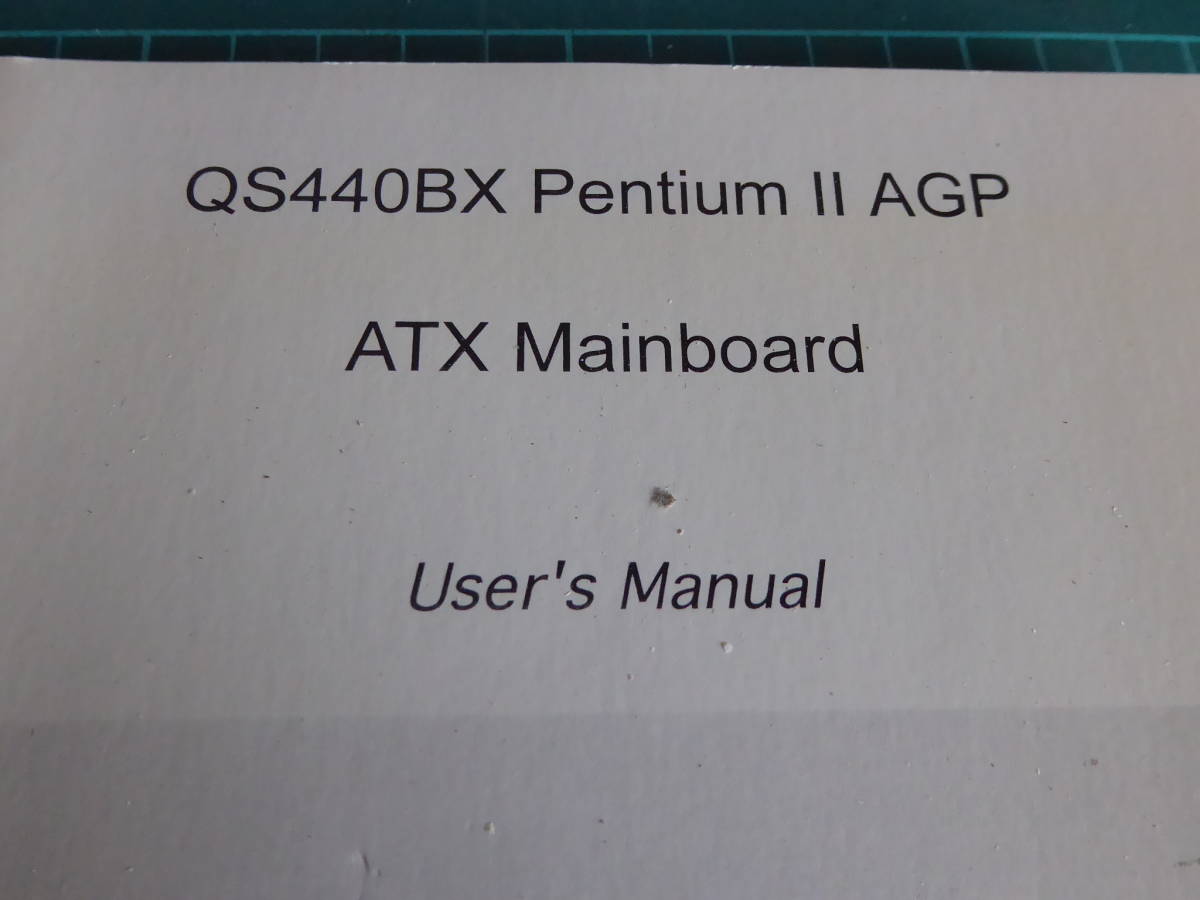 QS440BX Pentium II AGP
ATX Mainboard
User's Manual